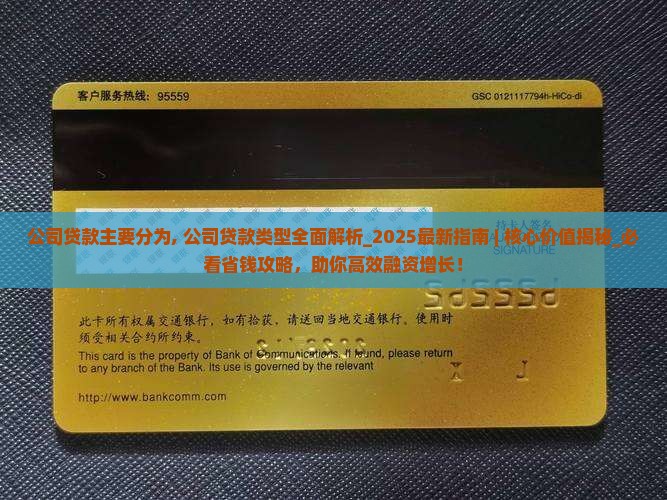 客户服务热线：95559
GSC 0121117794h-HiCo-di
公司贷款主要分为, 公司贷款类型全面解析_2025最新指南 | 核心价值揭秘_必
看省钱攻略，助你高效融资增长！
此卡所有权属交通银行，如有拾获，请送回当地交通银行。使用时
须受相关合约所约束。
This card is the property of Bank of Communications. If found, please return
to any branch of the Bank. Its use is governed by the relevant
http://www.bankcomm.com